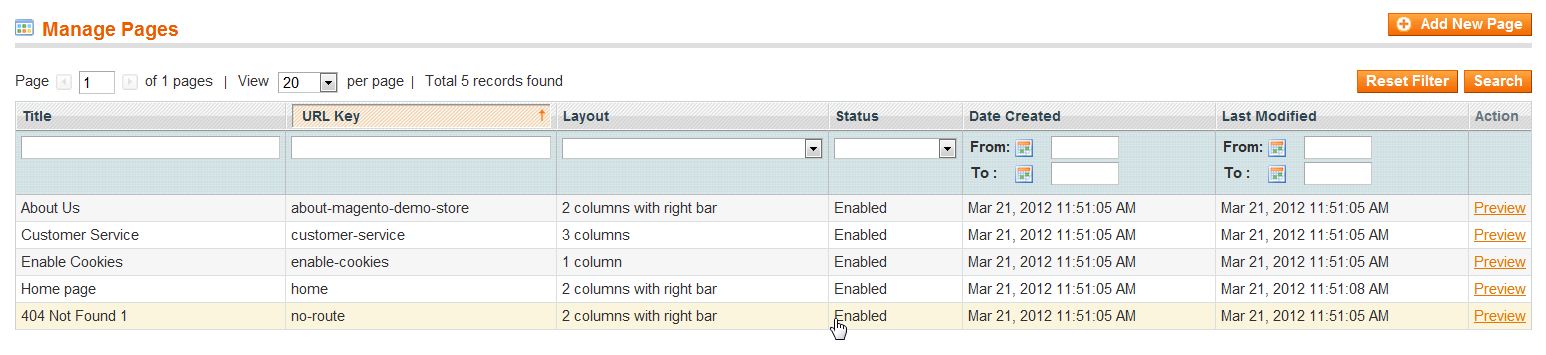 Manage Pages Add New Page
Page 1 of 1 pages | View 20 per page | Total 5 records found Reset Filter Search
Title URL Key ↑ Layout Status Date Created Last Modified Action
From: From:
To : To :
About Us about-magento-demo-store 2 columns with right bar Enabled Mar 21, 2012 11:51:05 AM Mar 21, 2012 11:51:05 AM Preview
Customer Service customer-service 3 columns Enabled Mar 21, 2012 11:51:05 AM Mar 21, 2012 11:51:05 AM Preview
Enable Cookies enable-cookies 1 column Enabled Mar 21, 2012 11:51:05 AM Mar 21, 2012 11:51:05 AM Preview
Home page home 2 columns with right bar Enabled Mar 21, 2012 11:51:05 AM Mar 21, 2012 11:51:08 AM Preview
404 Not Found 1 no-route 2 columns with right bar Enabled Mar 21, 2012 11:51:05 AM Mar 21, 2012 11:51:05 AM Preview